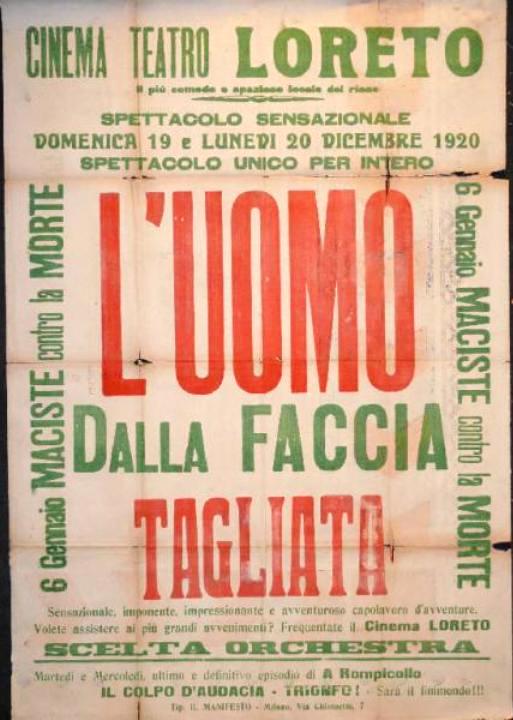 CINEMA TEATRO LORETO
Il più comodo e spazioso locale del rione
SPETTACOLO SENSAZIONALE
DOMENICA 19 e LUNEDI 20 DICEMBRE 1920
SPETTACOLO UNICO PER INTERO
6 Gennaio MACISTE contro la MORTE
L'UOMO
DALLA FACCIA
TAGLIATA
6 Gennaio MACISTE contro la MORTE
Sensazionale, imponente, impressionante e avventuroso capolavoro d'avventure.
Volete assistere ai più grandi avvenimenti? Frequentate il Cinema LORETO
SCELTA ORCHESTRA
Martedì e Mercoledì, ultimo e definitivo episodio di A Rompicollo
IL COLPO D'AUDACIA - TRIONFO! - Sarà il finimondo!!!
Tip. IL MANIFESTO - Milano, Via 7